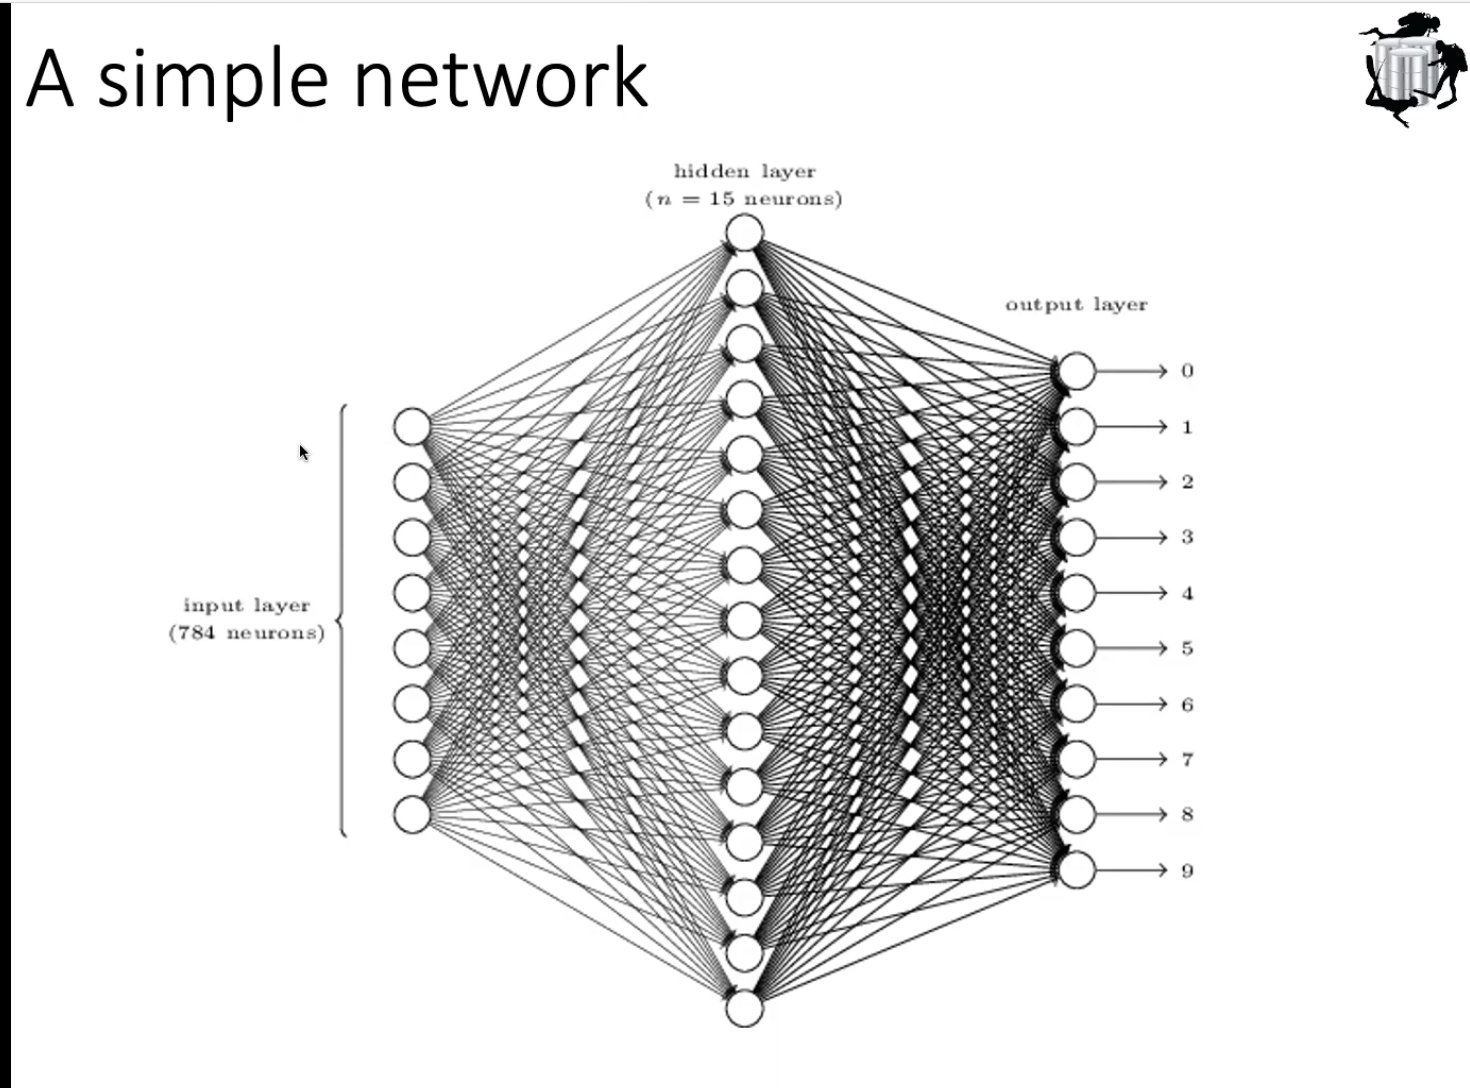 A simple network
hidden layer
(n = 15 neurons)
output layer
0
1
2
3
4
5
6
7
8
9
input layer
(784 neurons)